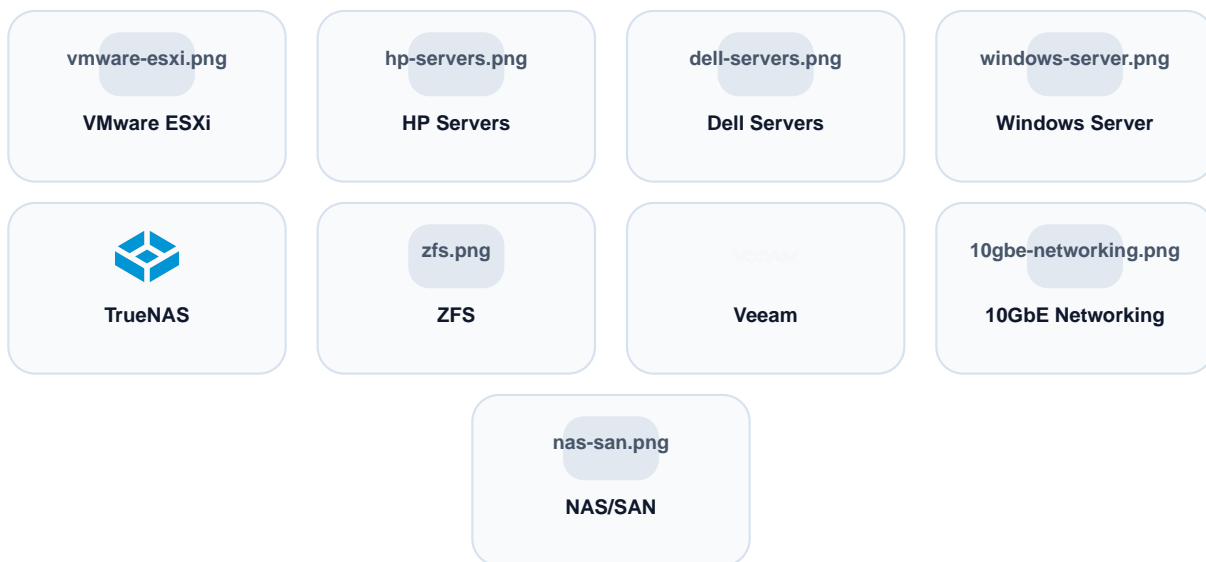 vmware-esxi.png
hp-servers.png
dell-servers.png
windows-server.png
VMware ESXi
HP Servers
Dell Servers
Windows Server
zfs.png
10gbe-networking.png
TrueNAS
ZFS
Veeam
10GbE Networking
nas-san.png
NAS/SAN